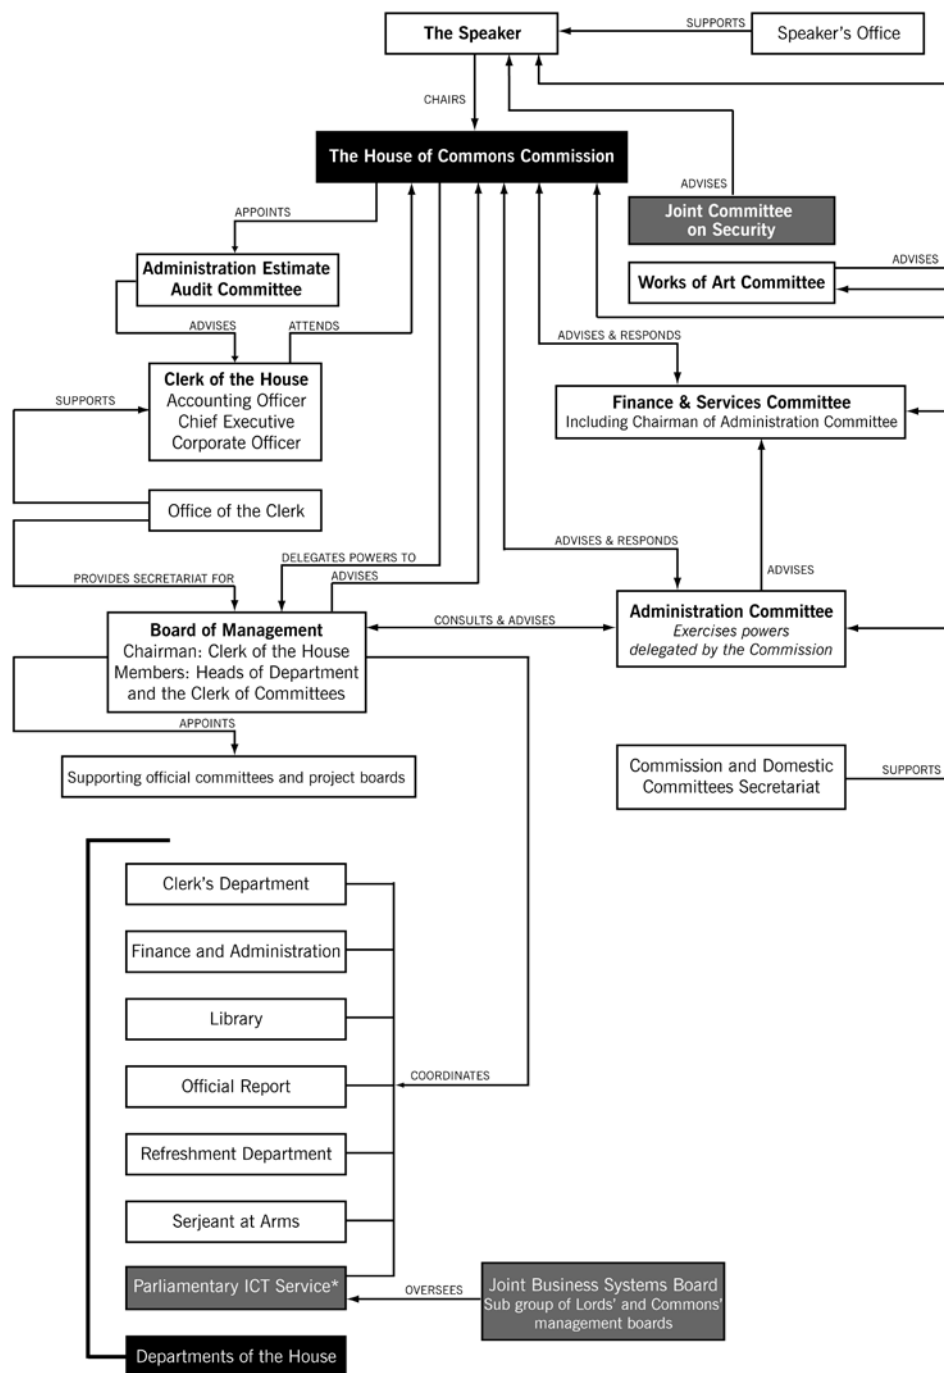 The Speaker
SUPPORTS
Speaker's Office
CHAIRS
The House of Commons Commission
ADVISES
Joint Committee
on Security
APPOINTS
Administration Estimate
Audit Committee
ADVISES
Works of Art Committee
ADVISES
ATTENDS
ADVISES & RESPONDS
Clerk of the House
Accounting Officer
Chief Executive
Corporate Officer
SUPPORTS
Finance & Services Committee
Including Chairman of Administration Committee
Office of the Clerk
DELEGATES POWERS TO
ADVISES & RESPONDS
PROVIDES SECRETARIAT FOR
ADVISES
ADVISES
Board of Management
Chairman: Clerk of the House
Members: Heads of Department
and the Clerk of Committees
CONSULTS & ADVISES
Administration Committee
Exercises powers
delegated by the Commission
APPOINTS
Supporting official committees and project boards
Commission and Domestic
Committees Secretariat
SUPPORTS
Clerk's Department
Finance and Administration
Library
Official Report
COORDINATES
Refreshment Department
Serjeant at Arms
Parliamentary ICT Service*
OVERSEES
Joint Business Systems Board
Sub group of Lords' and Commons'
management boards
Departments of the House